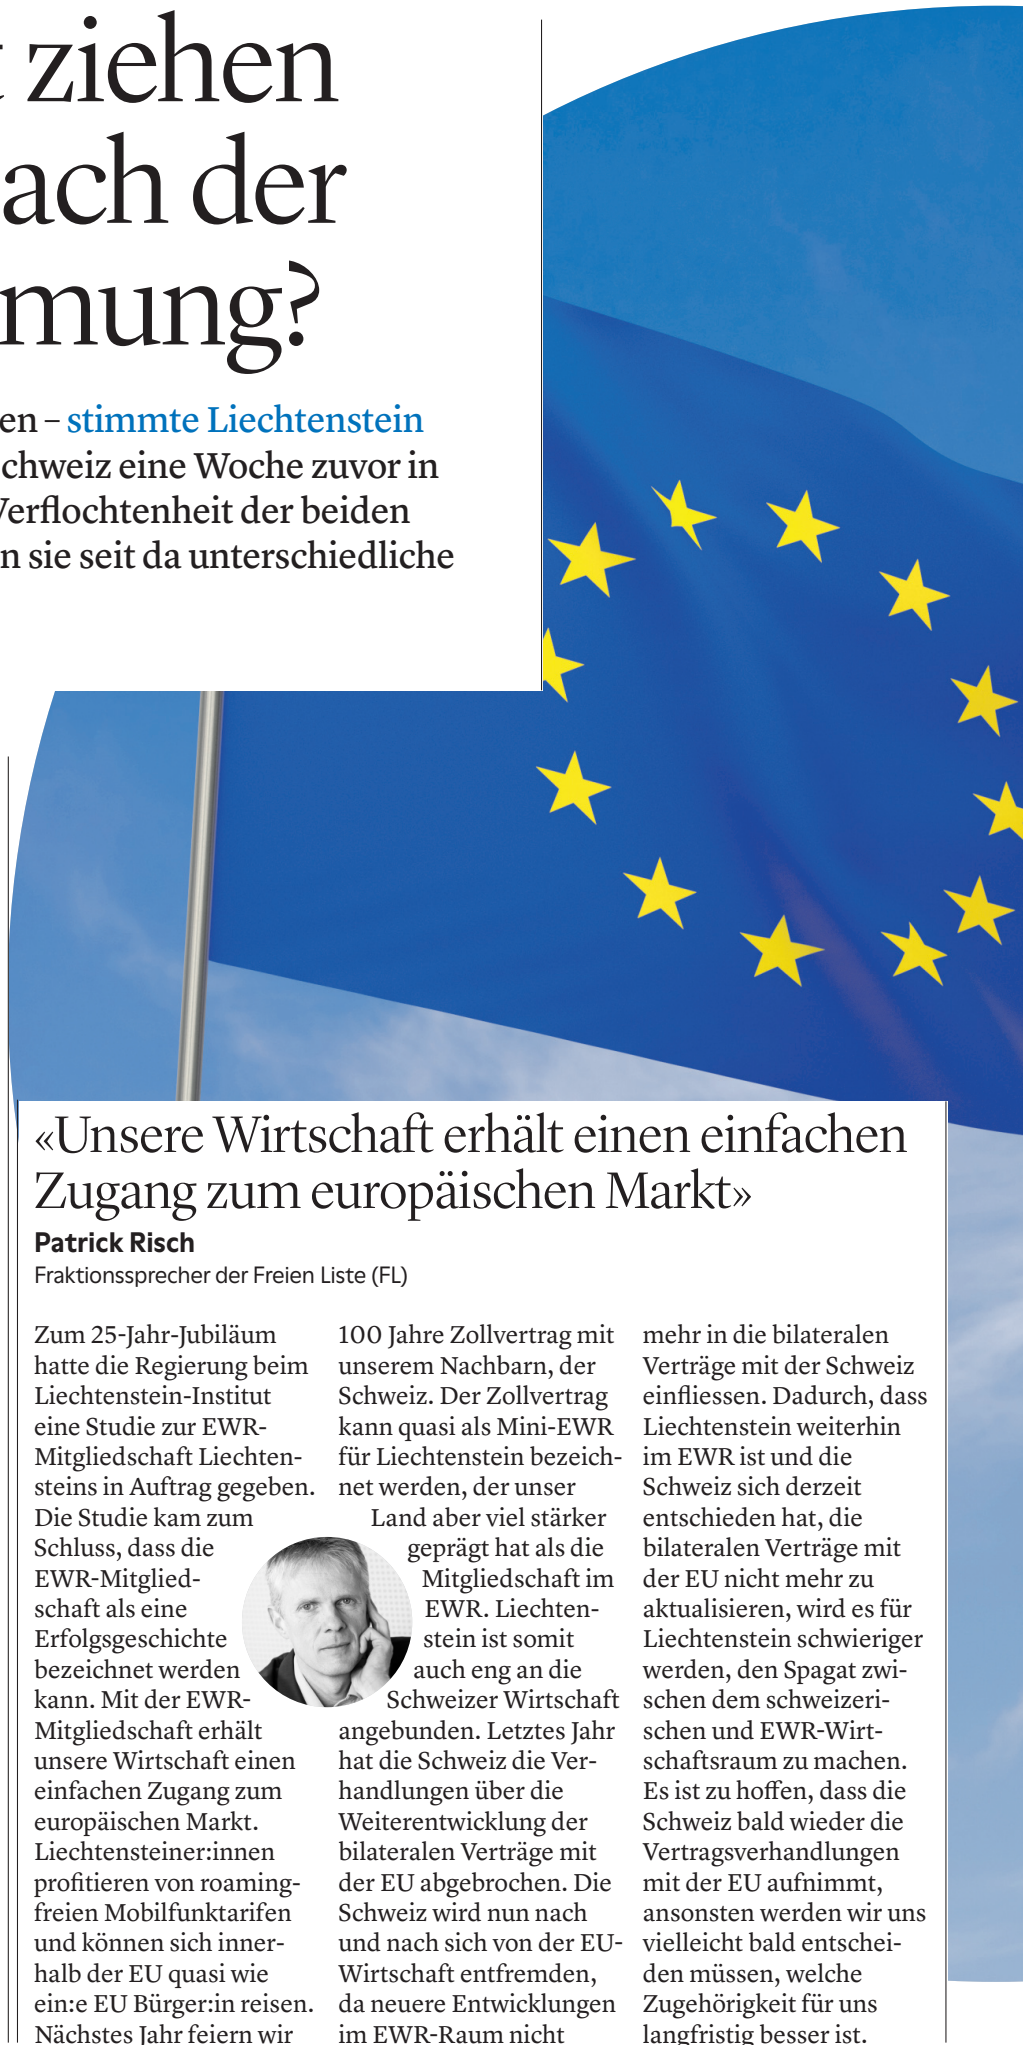 ziehen
ach der
mung?
en – stimmte Liechtenstein
chweiz eine Woche zuvor in
Verflochtenheit der beiden
n sie seit da unterschiedliche
«Unsere Wirtschaft erhält einen einfachen
Zugang zum europäischen Markt»
Patrick Risch
Fraktionssprecher der Freien Liste (FL)
Zum 25-Jahr-Jubiläum
hatte die Regierung beim
Liechtenstein-Institut
eine Studie zur EWR-
Mitgliedschaft Liechten-
steins in Auftrag gegeben.
Die Studie kam zum
Schluss, dass die
EWR-Mitglied-
schaft als eine
Erfolgsgeschichte
bezeichnet werden
kann. Mit der EWR-
Mitgliedschaft erhält
unsere Wirtschaft einen
einfachen Zugang zum
europäischen Markt.
Liechtensteiner:innen
profitieren von roaming-
freien Mobilfunktarifen
und können sich inner-
halb der EU quasi wie
ein:e EU Bürger:in reisen.
Nächstes Jahr feiern wir
100 Jahre Zollvertrag mit
unserem Nachbarn, der
Schweiz. Der Zollvertrag
kann quasi als Mini-EWR
für Liechtenstein bezeich-
net werden, der unser
Land aber viel stärker
geprägt hat als die
Mitgliedschaft im
EWR. Liechten-
stein ist somit
auch eng an die
Schweizer Wirtschaft
angebunden. Letztes Jahr
hat die Schweiz die Ver-
handlungen über die
Weiterentwicklung der
bilateralen Verträge mit
der EU abgebrochen. Die
Schweiz wird nun nach
und nach sich von der EU-
Wirtschaft entfremden,
da neuere Entwicklungen
im EWR-Raum nicht
mehr in die bilateralen
Verträge mit der Schweiz
einfliessen. Dadurch, dass
Liechtenstein weiterhin
im EWR ist und die
Schweiz sich derzeit
entschieden hat, die
bilateralen Verträge mit
der EU nicht mehr zu
aktualisieren, wird es für
Liechtenstein schwieriger
werden, den Spagat zwi-
schen dem schweizeri-
schen und EWR-Wirt-
schaftsraum zu machen.
Es ist zu hoffen, dass die
Schweiz bald wieder die
Vertragsverhandlungen
mit der EU aufnimmt,
ansonsten werden wir uns
vielleicht bald entschei-
den müssen, welche
Zugehörigkeit für uns
langfristig besser ist.